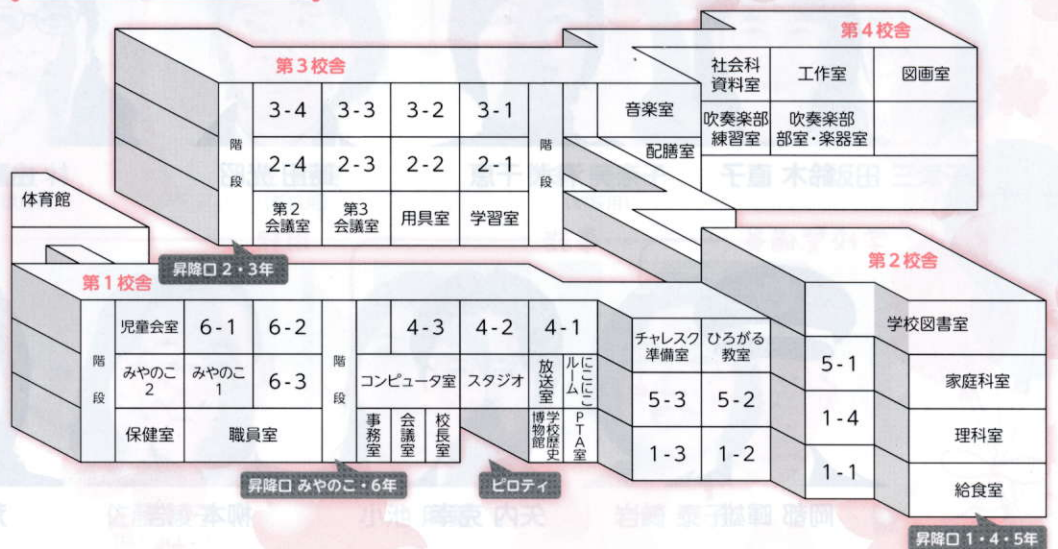 第4校舎
社会科
資料室
工作室
図画室
吹奏楽部
練習室
吹奏楽部
部室・楽器室
第3校舎
3-4
3-3
3-2
3-1
音楽室
階段
2-4
2-3
2-2
2-1
階段
配膳室
第2
会議室
第3
会議室
用具室
学習室
昇降口 2・3年
体育館
第1校舎
児童会室
6-1
6-2
4-3
4-2
4-1
階段
みやのこ
2
みやのこ
1
6-3
階段
コンピュータ室
スタジオ
放送室
にこにこ
ルーム
保健室
職員室
事務室
会議室
校長室
学校歴史
博物館
PTA室
昇降口 みやのこ・6年
ピロティ
チャレスク
準備室
ひろがる
教室
5-3
5-2
1-3
1-2
第2校舎
学校図書室
5-1
家庭科室
1-4
理科室
1-1
給食室
昇降口 1・4・5年